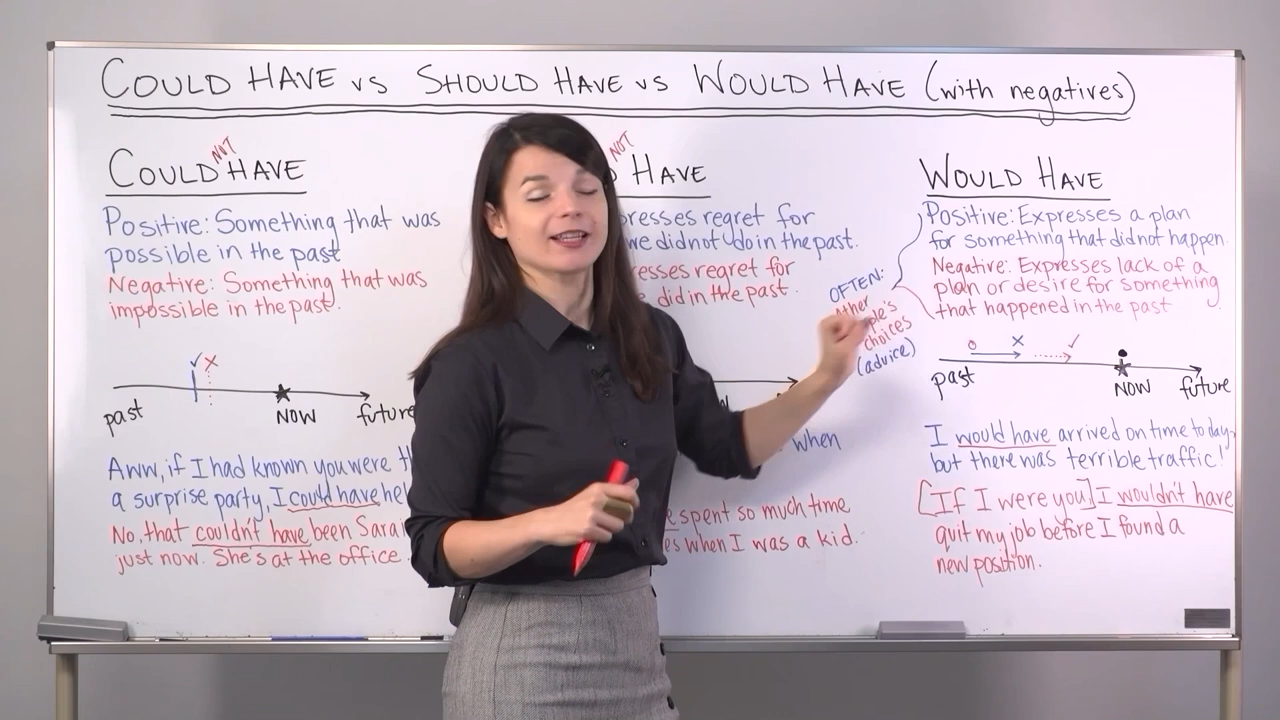 COULD HAVE vs SHOULD HAVE vs WOULD HAVE (with negatives)
NOT
COULD HAVE
Positive: Something that was
possible in the past
Negative: Something that was
impossible in the past.
past
NOW
future
Aww, if I had known you were
a surprise party, I could have
No, that couldn't have been
just now. She's at the office.
NOT
HAVE
regret for
we did not do in the past.
regret for
did in the past.
when
spent so much time
when I was a kid.
OFTEN:
choices
(advice)
WOULD HAVE
Positive: Expresses a plan
for something that did not happen.
Negative: Expresses lack of a
plan or desire for something
that happened in the past
past
NOW
future
I would have arrived on time today
but there was terrible traffic!
[If I were you] I wouldn't have
quit my job before I found a
new position.